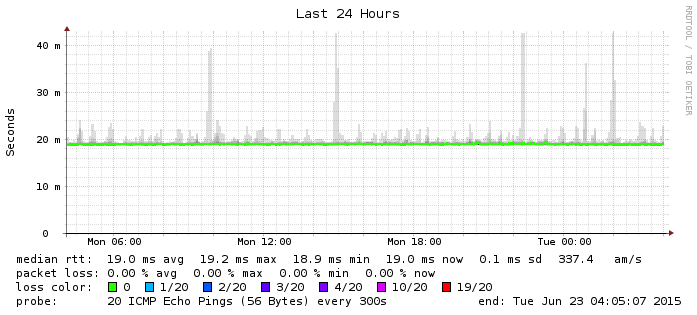 Last 24 Hours
RRDTOOL / TOBI OETIKER
Seconds
40 m
30 m
20 m
10 m
0
Mon 06:00 Mon 12:00 Mon 18:00 Tue 00:00
median rtt: 19.0 ms avg 19.2 ms max 18.9 ms min 19.0 ms now 0.1 ms sd 337.4 am/s
packet loss: 0.00 % avg 0.00 % max 0.00 % min 0.00 % now
loss color: 0 1/20 2/20 3/20 4/20 10/20 19/20
probe: 20 ICMP Echo Pings (56 Bytes) every 300s end: Tue Jun 23 04:05:07 2015